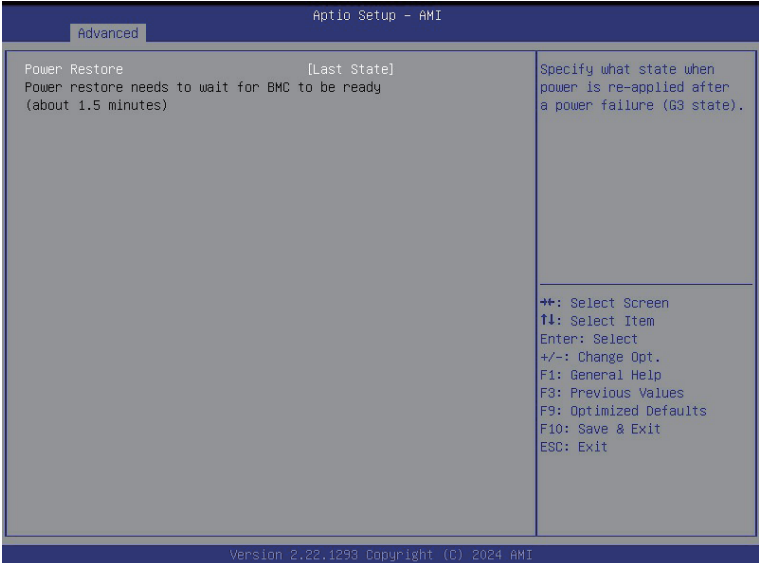 Aptio Setup – AMI
Advanced
Power Restore [Last State]
Power restore needs to wait for BMC to be ready
(about 1.5 minutes)
Specify what state when
power is re-applied after
a power failure (G3 state).
→←: Select Screen
↑↓: Select Item
Enter: Select
+/-: Change Opt.
F1: General Help
F3: Previous Values
F9: Optimized Defaults
F10: Save & Exit
ESC: Exit
Version 2.22.1293 Copyright (C) 2024 AMI